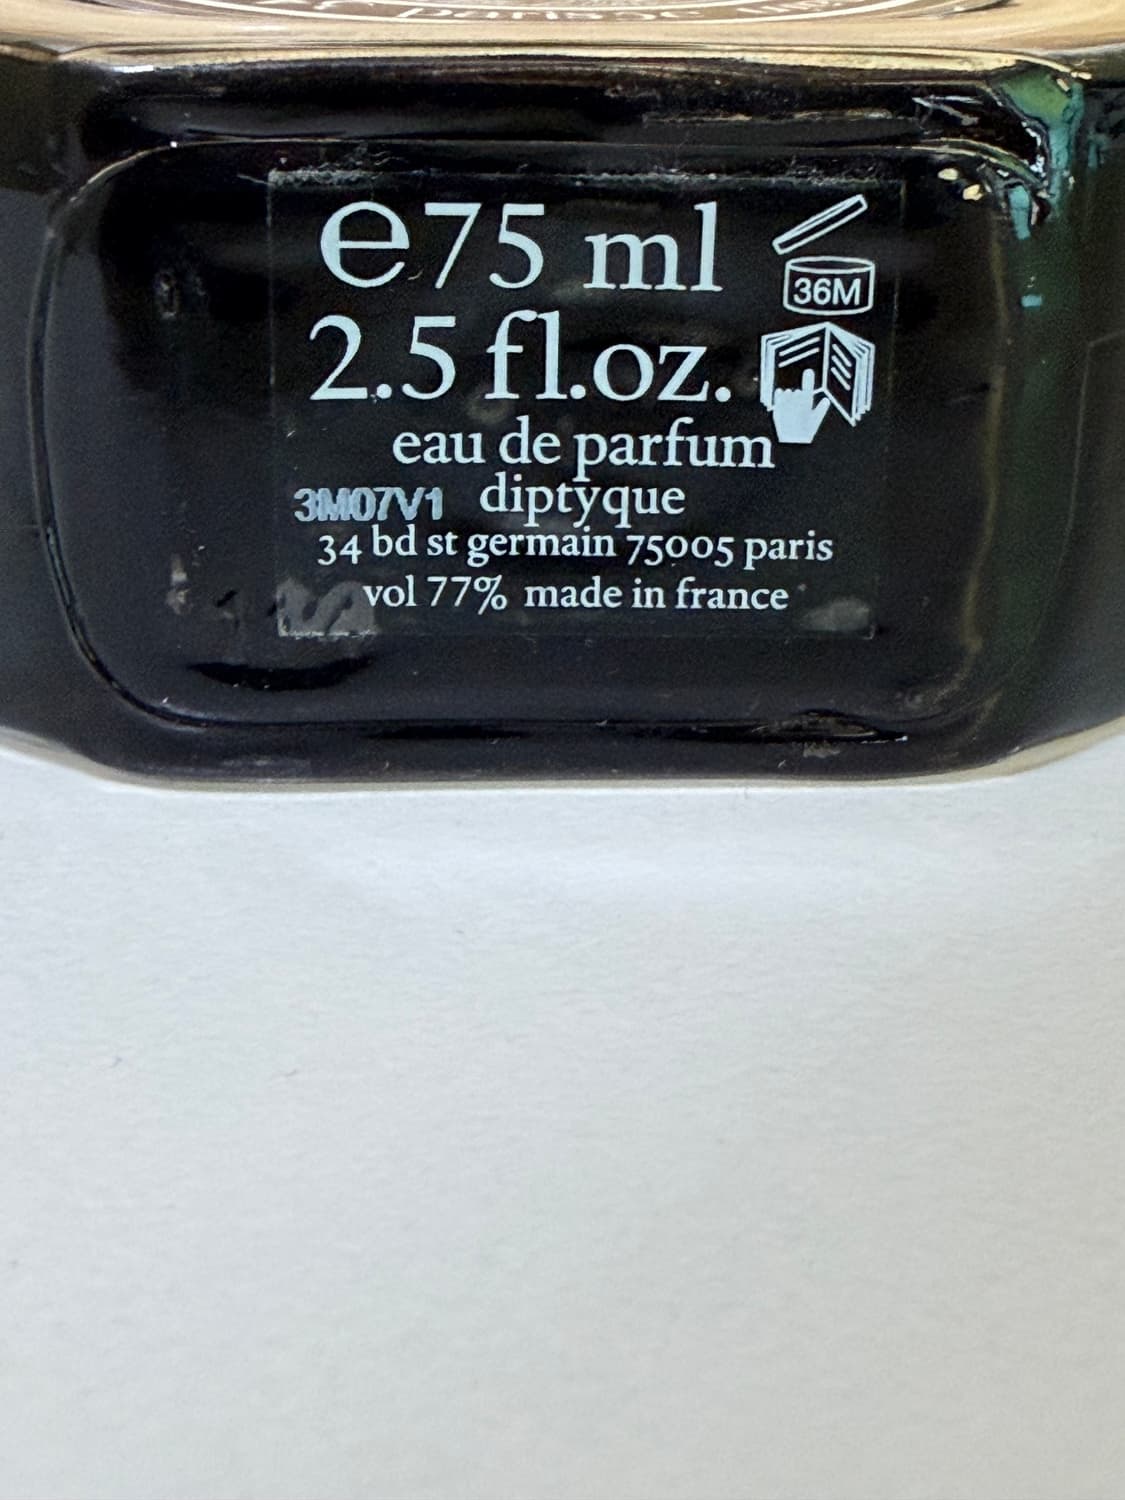 e 75 ml
36M
2.5 fl.oz.
eau de parfum
3M07V1 diptyque
34 bd st germain 75005 paris
vol 77% made in france